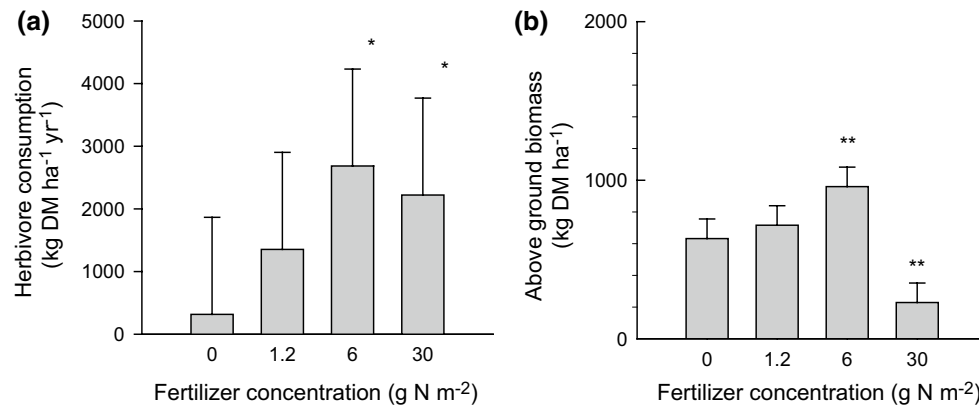 (a)
5000
4000
3000
2000
1000
0
Herbivore consumption
(kg DM ha⁻¹ yr⁻¹)
*
*
0 1.2 6 30
Fertilizer concentration (g N m⁻²)
(b)
2000
1000
0
Above ground biomass
(kg DM ha⁻¹)
**
**
0 1.2 6 30
Fertilizer concentration (g N m⁻²)